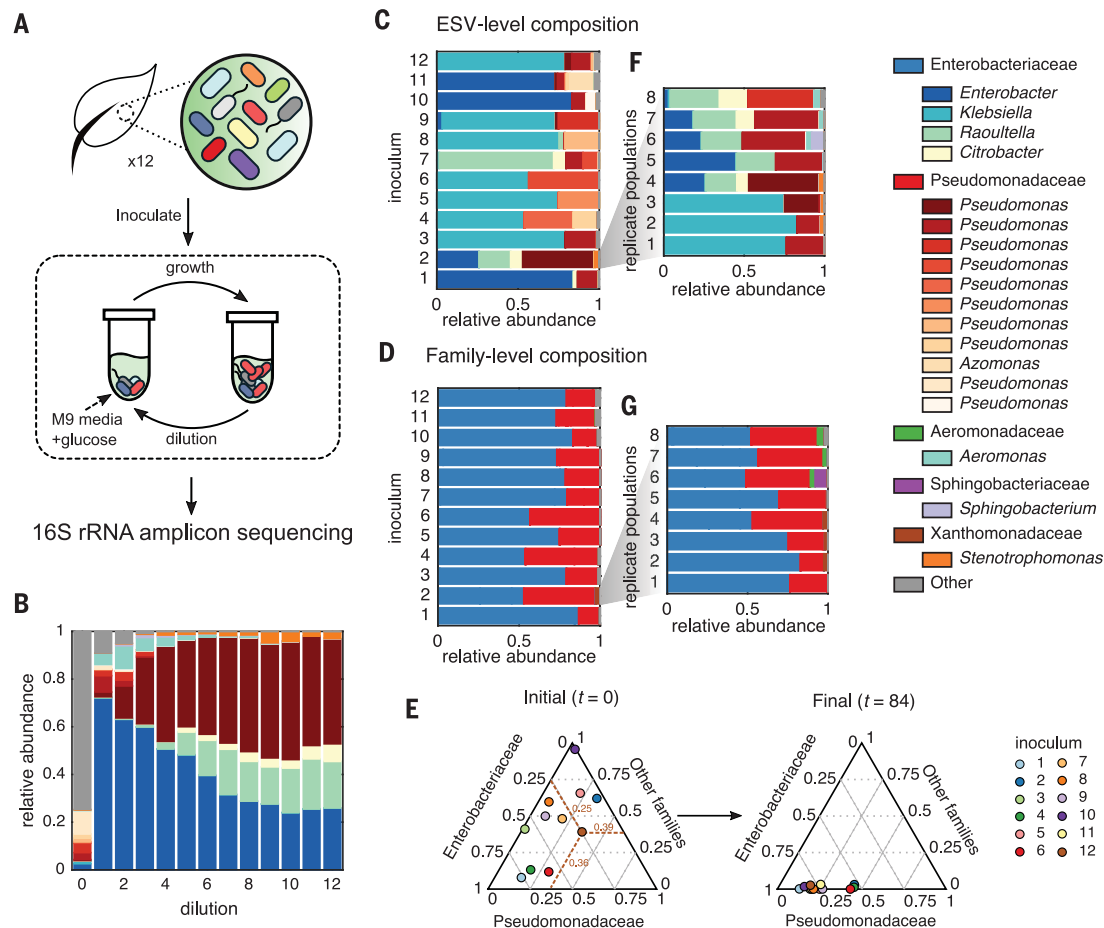 A
x12
Inoculate
growth
M9 media
+glucose
dilution
16S rRNA amplicon sequencing
B
relative abundance
1
0.8
0.6
0.4
0.2
0
0 2 4 6 8 10 12
dilution
C
ESV-level composition
inoculum
12
11
10
9
8
7
6
5
4
3
2
1
0 0.5 1
relative abundance
F
replicate populations
8
7
6
5
4
3
2
1
0 0.5 1
relative abundance
D
Family-level composition
inoculum
12
11
10
9
8
7
6
5
4
3
2
1
0 0.5 1
relative abundance
G
replicate populations
8
7
6
5
4
3
2
1
0 0.5 1
relative abundance
Enterobacteriaceae
Enterobacter
Klebsiella
Raoultella
Citrobacter
Pseudomonadaceae
Pseudomonas
Pseudomonas
Pseudomonas
Pseudomonas
Pseudomonas
Pseudomonas
Pseudomonas
Pseudomonas
Azomonas
Pseudomonas
Pseudomonas
Aeromonadaceae
Aeromonas
Sphingobacteriaceae
Sphingobacterium
Xanthomonadaceae
Stenotrophomonas
Other
E
Initial (t = 0)
0 1
0.25 0.75
0.5 0.5
0.75 0.25
1 0
0 0.25 0.5 0.75 1
Enterobacteriaceae
Other families
Pseudomonadaceae
0.25
0.39
0.36
Final (t = 84)
0 1
0.25 0.75
0.5 0.5
0.75 0.25
1 0
0 0.25 0.5 0.75 1
Enterobacteriaceae
Other families
Pseudomonadaceae
inoculum
1 7
2 8
3 9
4 10
5 11
6 12